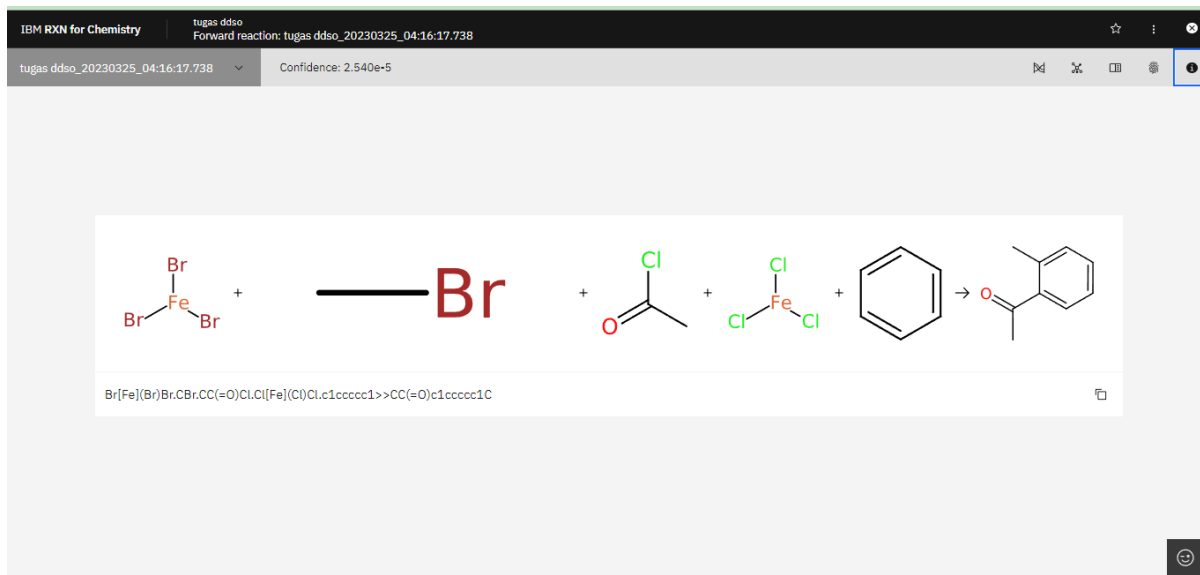 IBM RXN for Chemistry
tugas ddso
Forward reaction: tugas ddso_20230325_04:16:17.738
tugas ddso_20230325_04:16:17.738
Confidence: 2.540e-5
Br
Fe
Br
Br
+
Br
+
Cl
O
+
Cl
Fe
Cl
Cl
+
→
O
Br[Fe](Br)Br.CBr.CC(=O)Cl.Cl[Fe](Cl)Cl.c1ccccc1>>CC(=O)c1ccccc1C